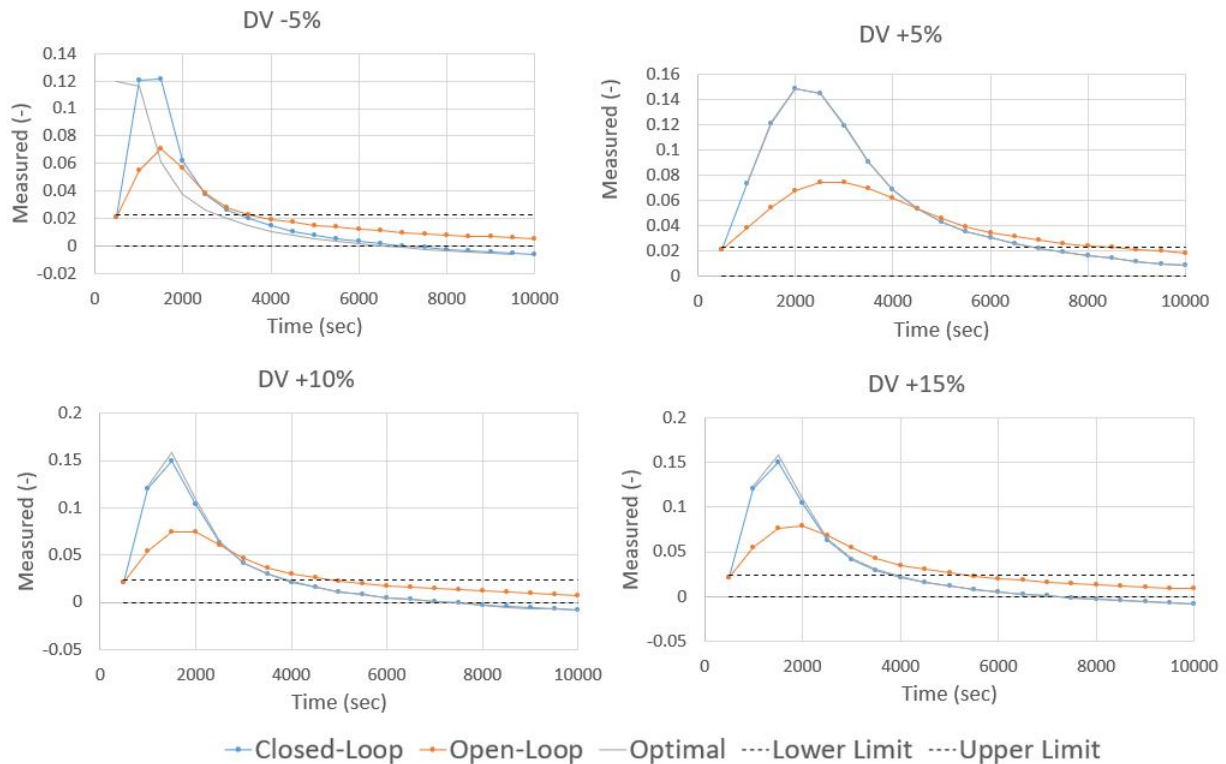 DV -5%
0.14
0.12
0.1
0.08
0.06
0.04
0.02
0
-0.02
Measured (-)
0 2000 4000 6000 8000 10000
Time (sec)
DV +5%
0.16
0.14
0.12
0.1
0.08
0.06
0.04
0.02
0
Measured (-)
0 2000 4000 6000 8000 10000
Time (sec)
DV +10%
0.2
0.15
0.1
0.05
0
-0.05
Measured (-)
0 2000 4000 6000 8000 10000
Time (sec)
DV +15%
0.2
0.15
0.1
0.05
0
-0.05
Measured (-)
0 2000 4000 6000 8000 10000
Time (sec)
Closed-Loop Open-Loop Optimal Lower Limit Upper Limit